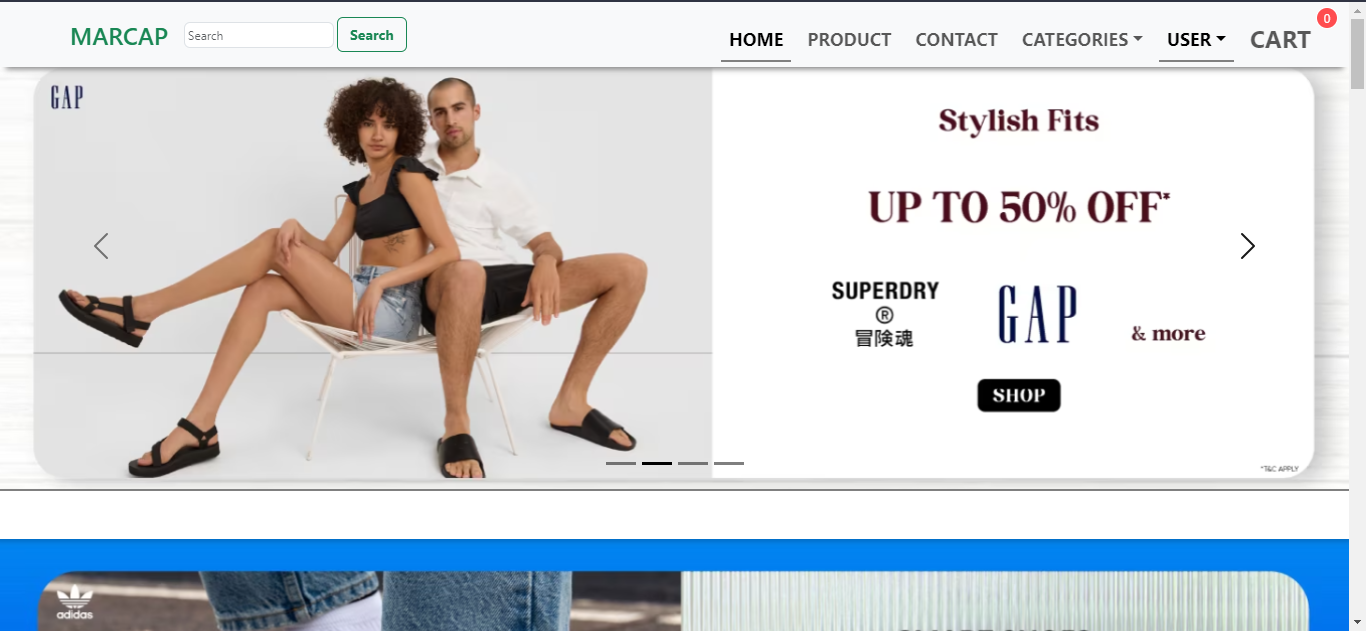 MARCAP
Search
Search
HOME
PRODUCT
CONTACT
CATEGORIES
USER
CART
0
GAP
Stylish Fits
UP TO 50% OFF*
SUPERDRY
®
冒険魂
GAP
& more
SHOP
*T&C APPLY
adidas